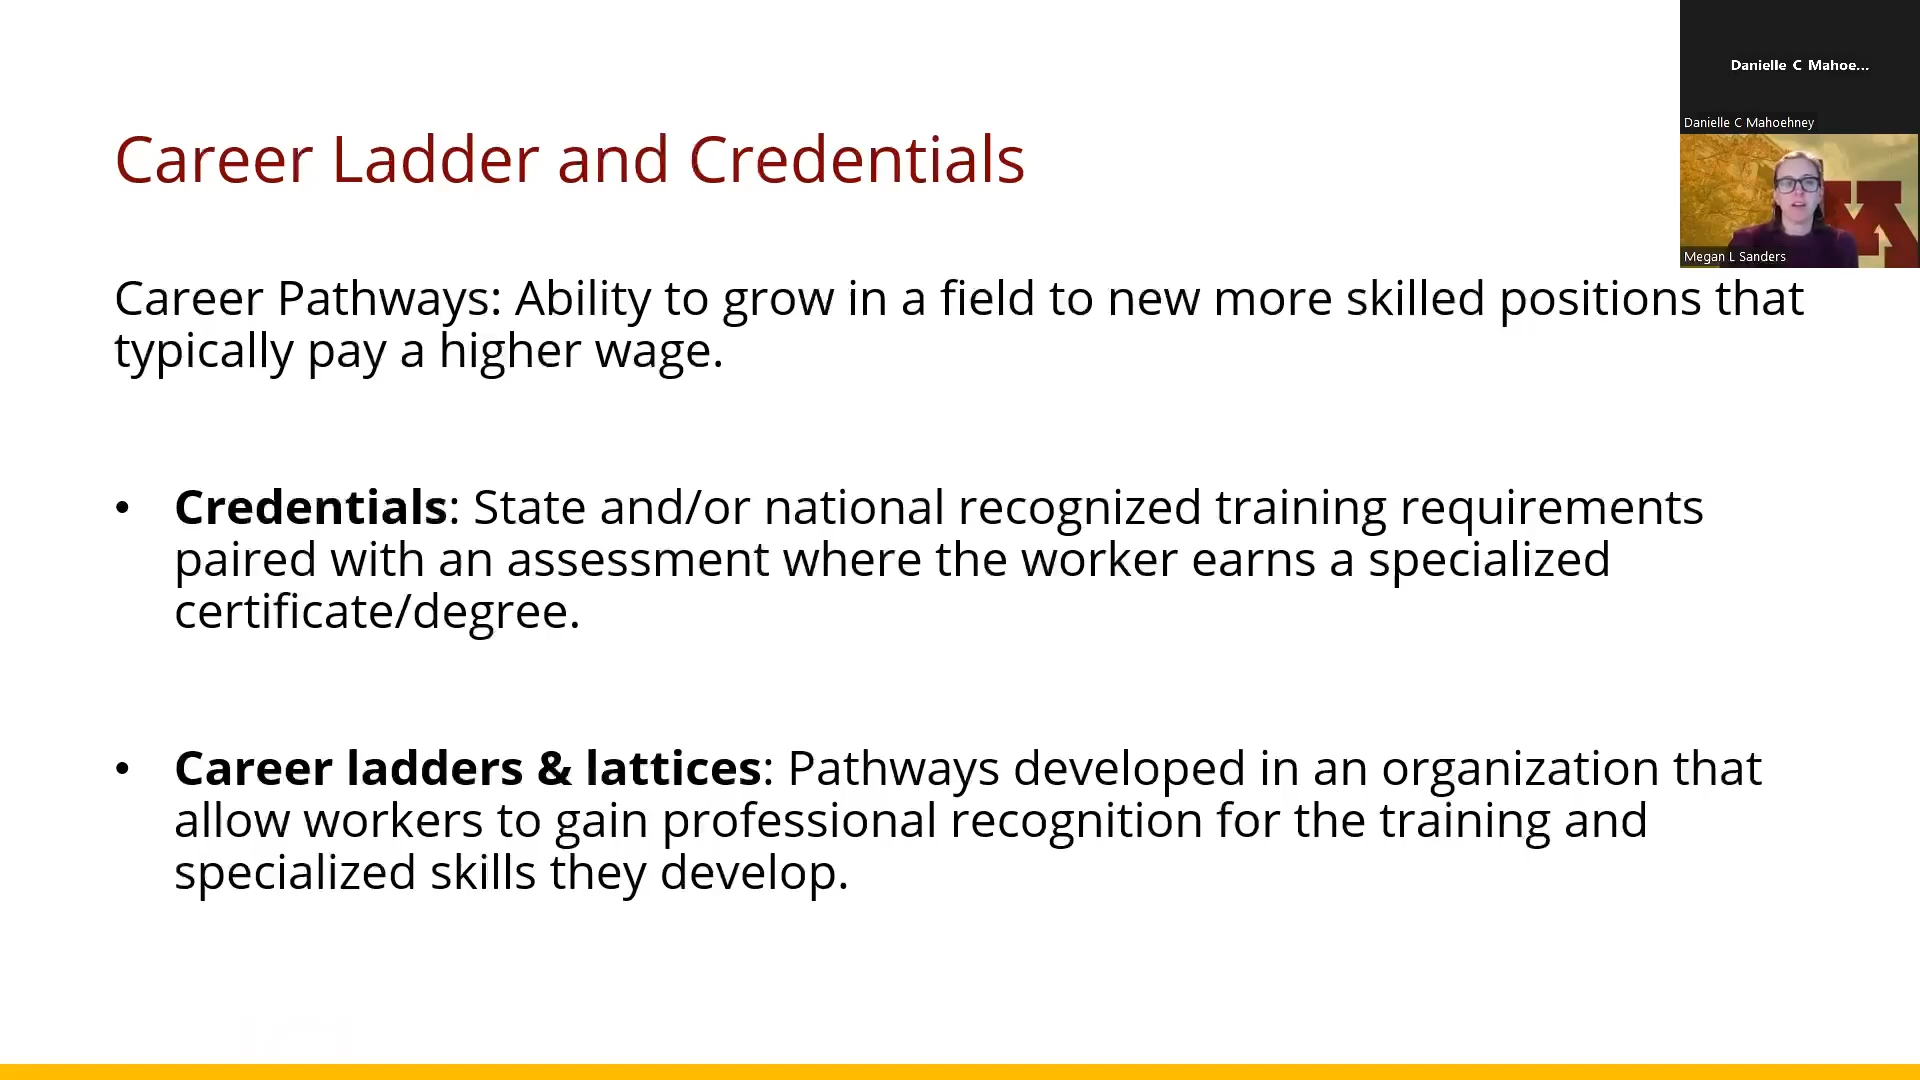 Danielle C Mahoe...
Danielle C Mahoehney
Megan L Sanders
Career Ladder and Credentials
Career Pathways: Ability to grow in a field to new more skilled positions that
typically pay a higher wage.
• Credentials: State and/or national recognized training requirements
paired with an assessment where the worker earns a specialized
certificate/degree.
• Career ladders & lattices: Pathways developed in an organization that
allow workers to gain professional recognition for the training and
specialized skills they develop.